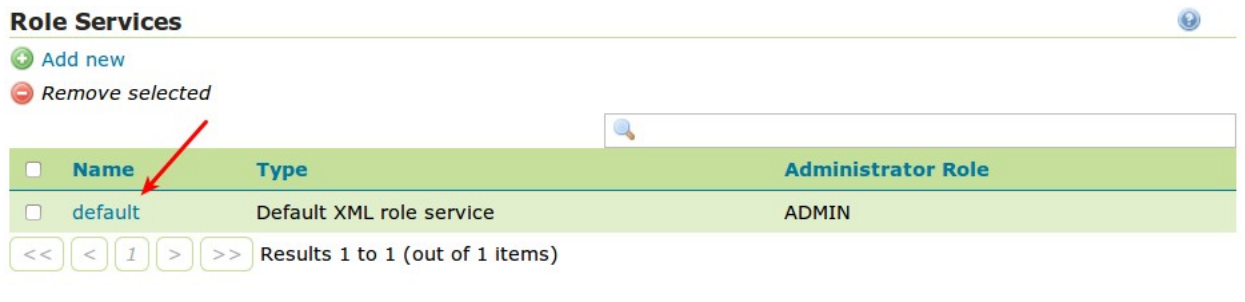 Role Services
Add new
Remove selected
Name Type Administrator Role
default Default XML role service ADMIN
<< < 1 > >> Results 1 to 1 (out of 1 items)